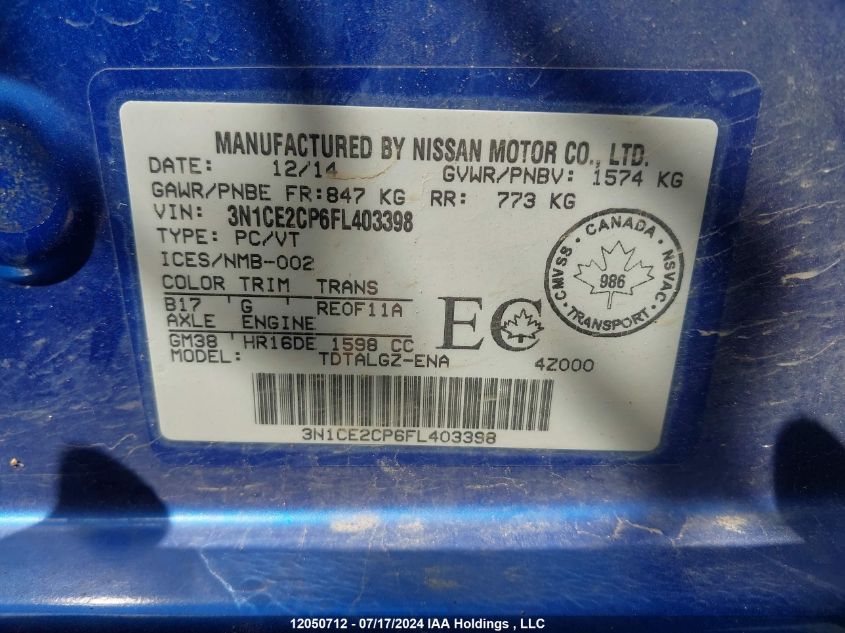 MANUFACTURED BY NISSAN MOTOR CO., LTD.
DATE: 12/14 GVWR/PNBV: 1574 KG
GAWR/PNBE FR: 847 KG RR: 773 KG
VIN: 3N1CE2CP6FL403398
TYPE: PC/VT
ICES/NMB-002
COLOR TRIM TRANS
B17 G RE0F11A
AXLE ENGINE
GM38 HR16DE 1598 CC
MODEL: TDTALGZ-ENA 4Z000
EC
CANADA
CMVSS NSVAC
986
TRANSPORT
3N1CE2CP6FL403398
12050712 - 07/17/2024 IAA Holdings , LLC